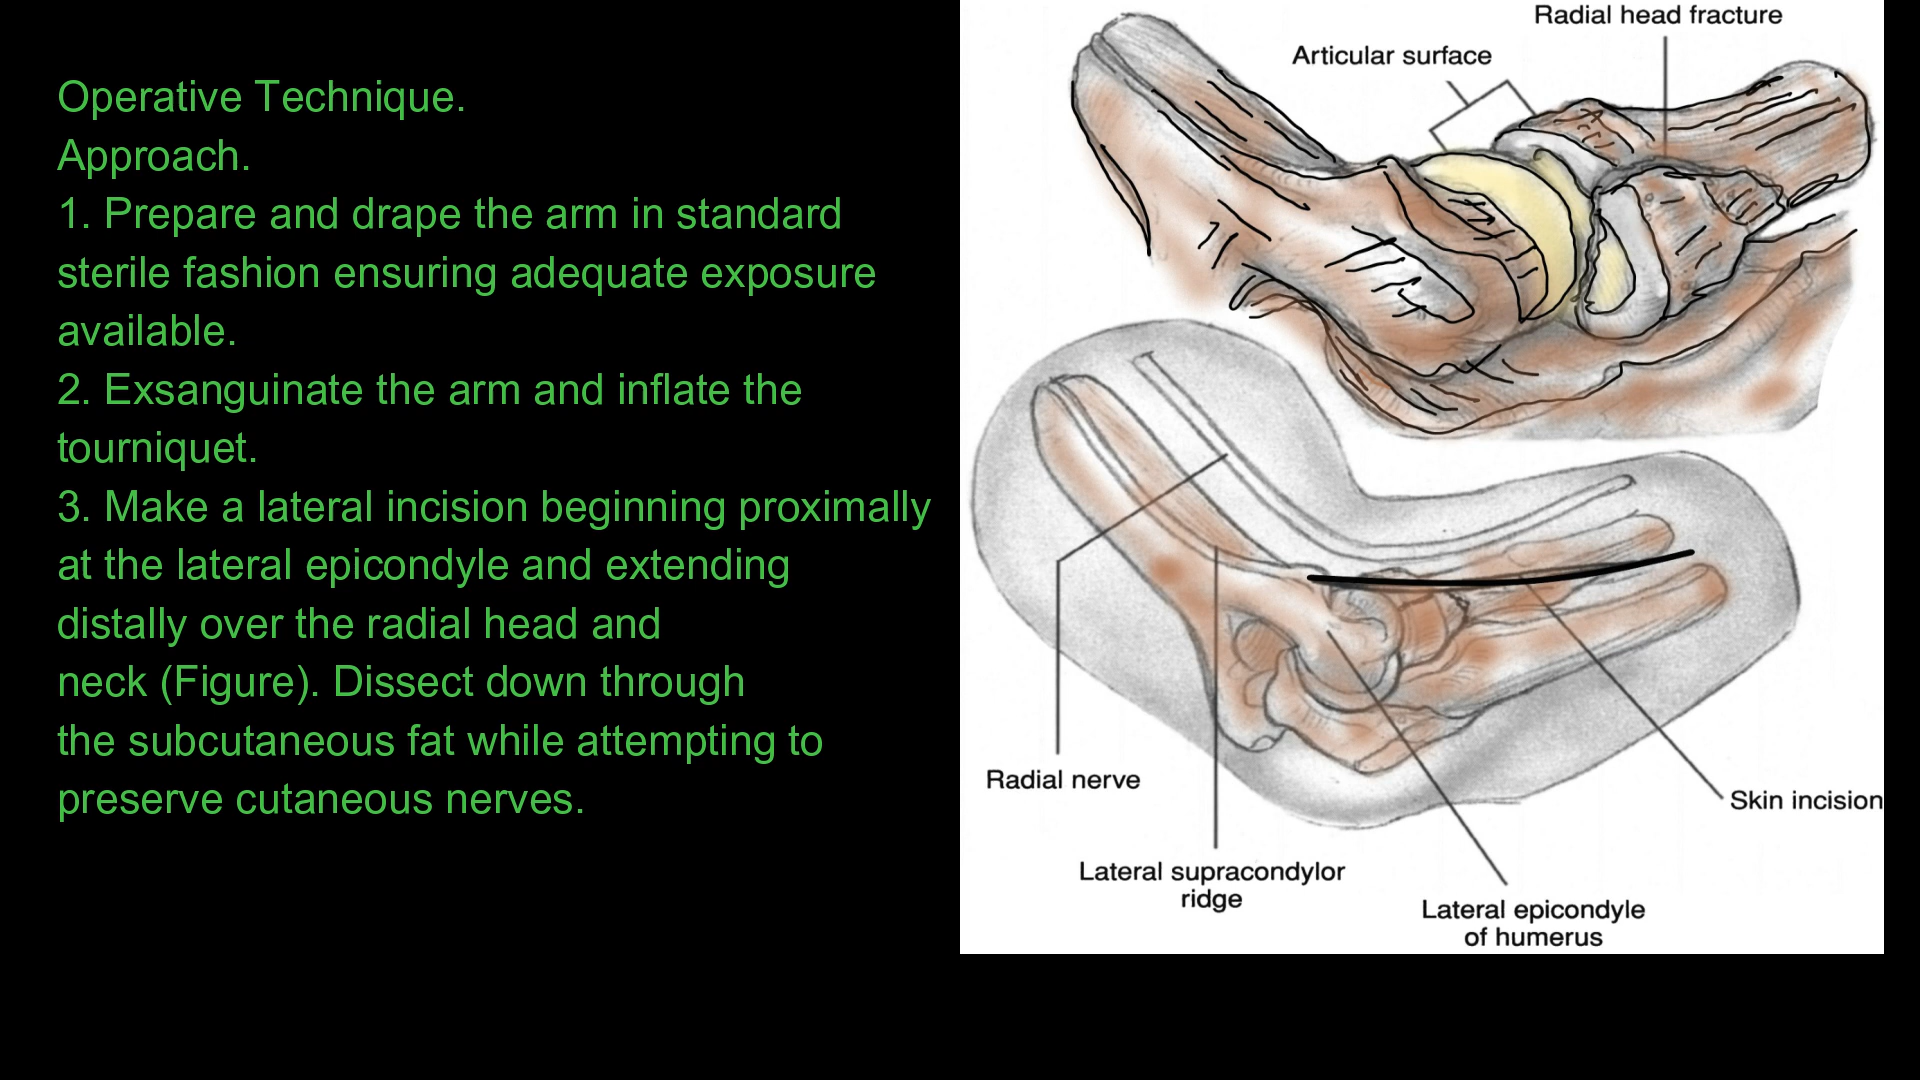 Operative Technique.
Approach.
1. Prepare and drape the arm in standard
sterile fashion ensuring adequate exposure
available.
2. Exsanguinate the arm and inflate the
tourniquet.
3. Make a lateral incision beginning proximally
at the lateral epicondyle and extending
distally over the radial head and
neck (Figure). Dissect down through
the subcutaneous fat while attempting to
preserve cutaneous nerves.
Radial head fracture
Articular surface
Radial nerve
Skin incision
Lateral supracondylor
ridge
Lateral epicondyle
of humerus